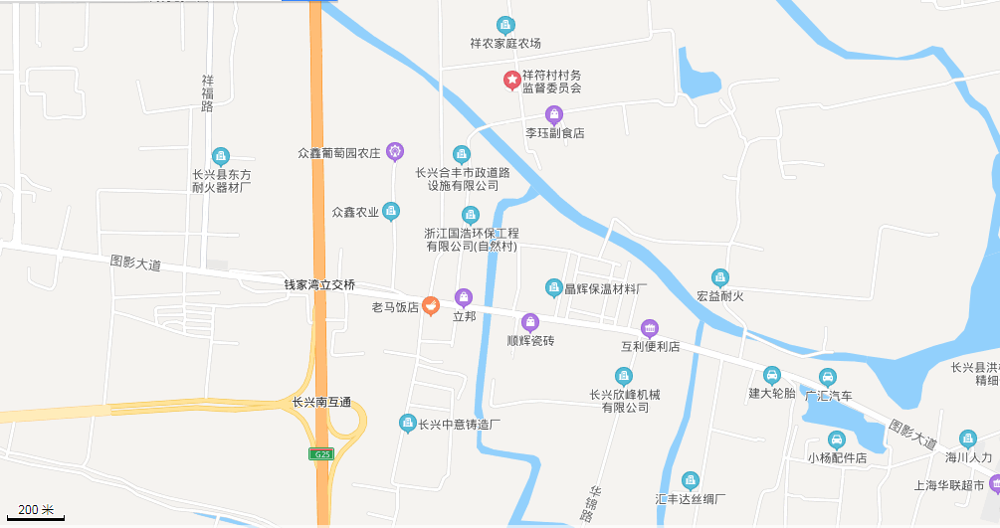 祥农家庭农场
祥符村村务
监督委员会
祥福路
李珏副食店
众鑫葡萄园农庄
长兴县东方
耐火器材厂
长兴合丰市政道路
设施有限公司
众鑫农业
浙江国浩环保工程
有限公司(自然村)
图影大道
钱家湾立交桥
老马饭店
立邦
晶辉保温材料厂
宏益耐火
顺辉瓷砖
互利便利店
长兴欣峰机械
有限公司
建大轮胎
广汇汽车
长兴县洪
精细
长兴南互通
长兴中意铸造厂
图影大道
小杨配件店
海川人力
G25
上海华联超市
汇丰达丝绸厂
华锦路
200 米